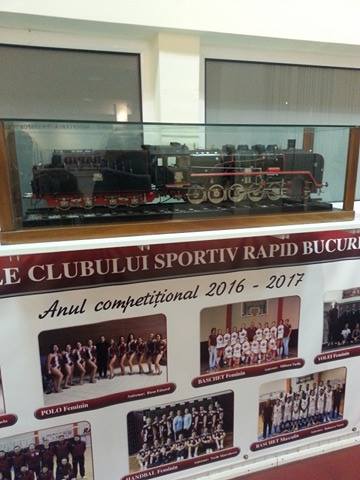 LE CLUBULUI SPORTIV RAPID BUCUR
Anul competițional 2016 - 2017
POLO Feminin
BASCHET Feminin
VOLEI Feminin
HANDBAL Feminin
BASCHET Masculin